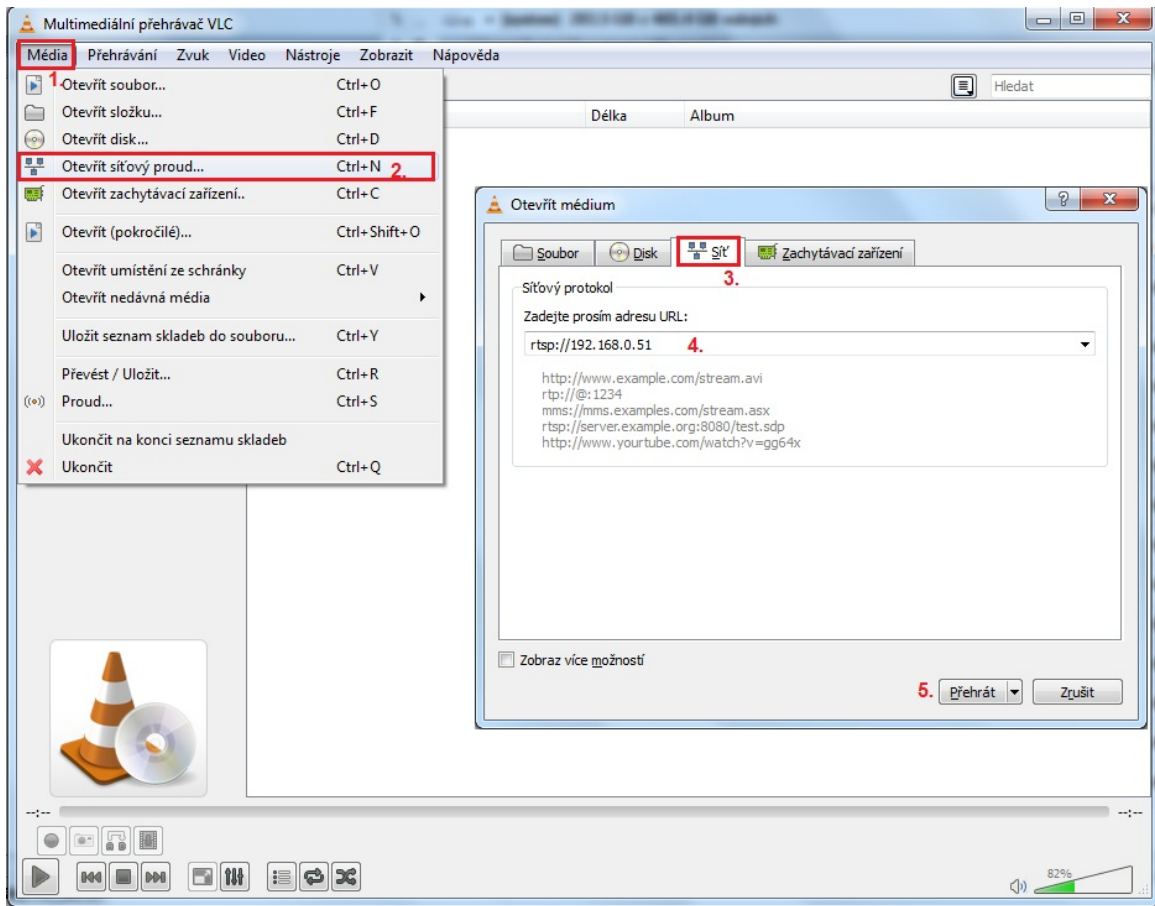 Multimediální přehrávač VLC
Média Přehrávání Zvuk Video Nástroje Zobrazit Nápověda
1.
Otevřít soubor... Ctrl+O
Otevřít složku... Ctrl+F
Otevřít disk... Ctrl+D
Otevřít síťový proud... Ctrl+N 2.
Otevřít zachytávací zařízení.. Ctrl+C
Otevřít (pokročilé)... Ctrl+Shift+O
Otevřít umístění ze schránky Ctrl+V
Otevřít nedávná média
Uložit seznam skladeb do souboru... Ctrl+Y
Převést / Uložit... Ctrl+R
Proud... Ctrl+S
Ukončit na konci seznamu skladeb
Ukončit Ctrl+Q
Hledat
Délka Album
Otevřít médium
Soubor Disk Síť Zachytávací zařízení
3.
Síťový protokol
Zadejte prosím adresu URL:
rtsp://192.168.0.51 4.
http://www.example.com/stream.avi
rtp://@:1234
mms://mms.examples.com/stream.asx
rtsp://server.example.org:8080/test.sdp
http://www.yourtube.com/watch?v=gg64x
Zobraz více možností
5. Přehrát Zrušit
--:-- --:--
82%